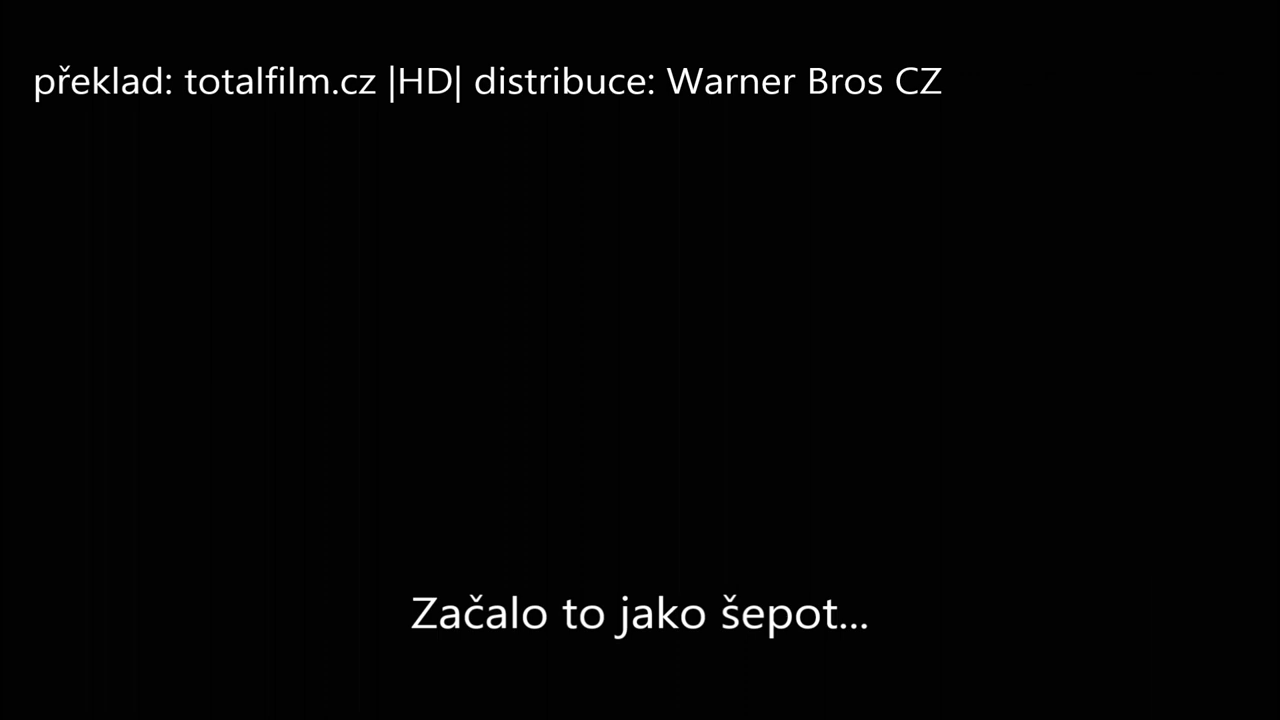 překlad: totalfilm.cz |HD| distribuce: Warner Bros CZ
Začalo to jako šepot...